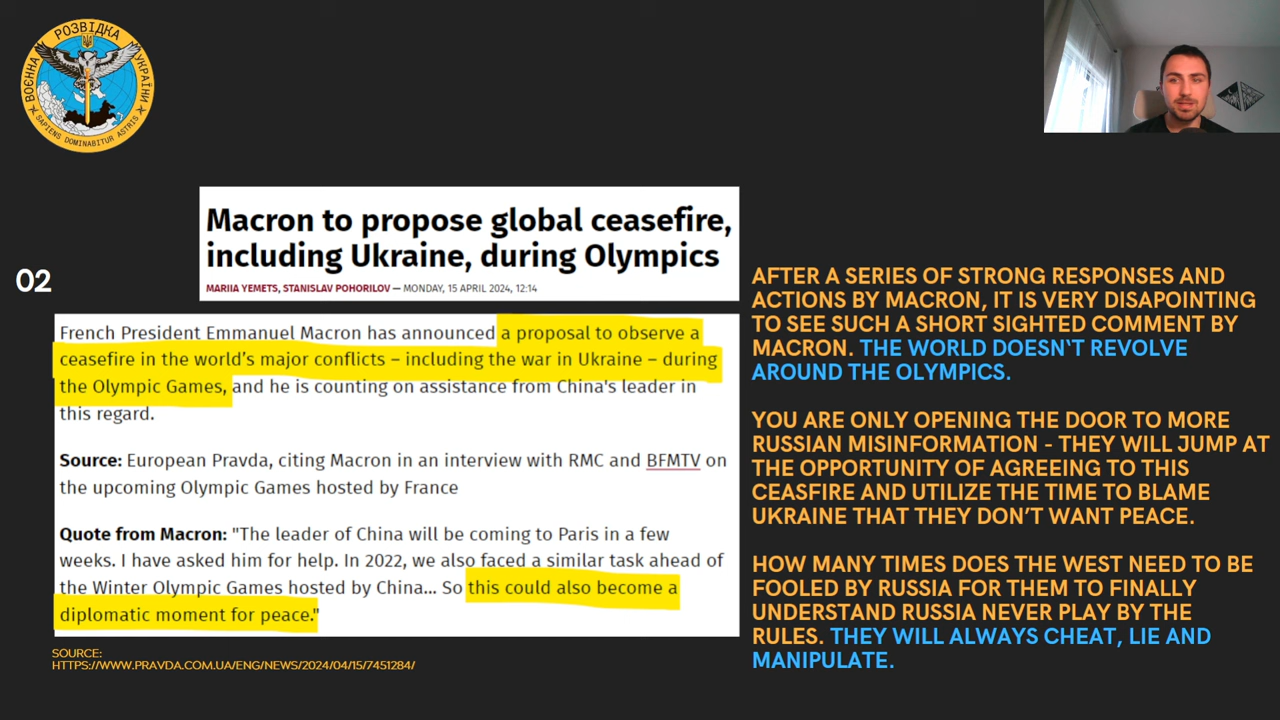 ВОЄННА РОЗВІДКА УКРАЇНИ
SAPIENS DOMINABITUR ASTRIS
Macron to propose global ceasefire,
including Ukraine, during Olympics
MARIIA YEMETS, STANISLAV POHORILOV — MONDAY, 15 APRIL 2024, 12:14
02
French President Emmanuel Macron has announced a proposal to observe a
ceasefire in the world's major conflicts – including the war in Ukraine – during
the Olympic Games, and he is counting on assistance from China's leader in
this regard.
Source: European Pravda, citing Macron in an interview with RMC and BFMTV on
the upcoming Olympic Games hosted by France
Quote from Macron: "The leader of China will be coming to Paris in a few
weeks. I have asked him for help. In 2022, we also faced a similar task ahead of
the Winter Olympic Games hosted by China... So this could also become a
diplomatic moment for peace."
SOURCE:
HTTPS://WWW.PRAVDA.COM.UA/ENG/NEWS/2024/04/15/7451284/
AFTER A SERIES OF STRONG RESPONSES AND
ACTIONS BY MACRON, IT IS VERY DISAPOINTING
TO SEE SUCH A SHORT SIGHTED COMMENT BY
MACRON. THE WORLD DOESN'T REVOLVE
AROUND THE OLYMPICS.
YOU ARE ONLY OPENING THE DOOR TO MORE
RUSSIAN MISINFORMATION - THEY WILL JUMP AT
THE OPPORTUNITY OF AGREEING TO THIS
CEASFIRE AND UTILIZE THE TIME TO BLAME
UKRAINE THAT THEY DON'T WANT PEACE.
HOW MANY TIMES DOES THE WEST NEED TO BE
FOOLED BY RUSSIA FOR THEM TO FINALLY
UNDERSTAND RUSSIA NEVER PLAY BY THE
RULES. THEY WILL ALWAYS CHEAT, LIE AND
MANIPULATE.